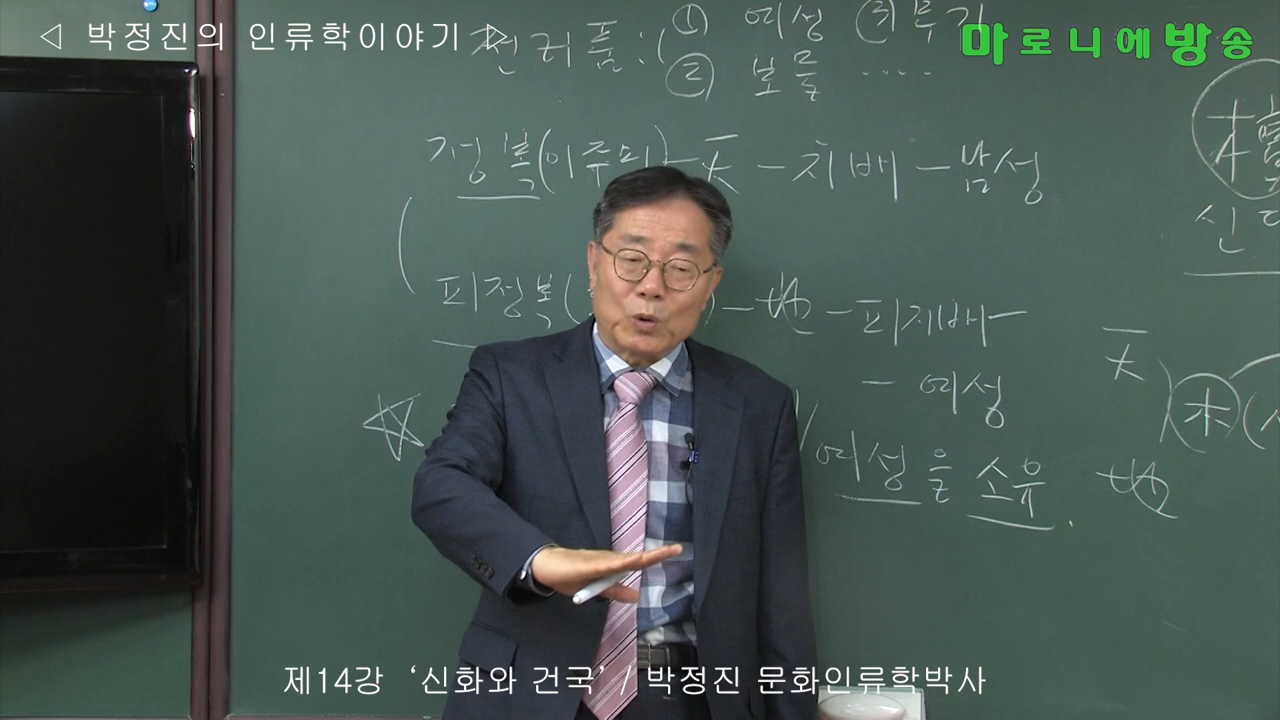 ◁ 박정진의 인류학이야기 ▷
마로니에방송
① 여성
② 보물 ....
정복(이주민)-天-지배-남성
피정복( )-地-피지배-
- 여성
여성을 소유.
天
木
地
제14강 '신화와 건국' / 박정진 문화인류학박사